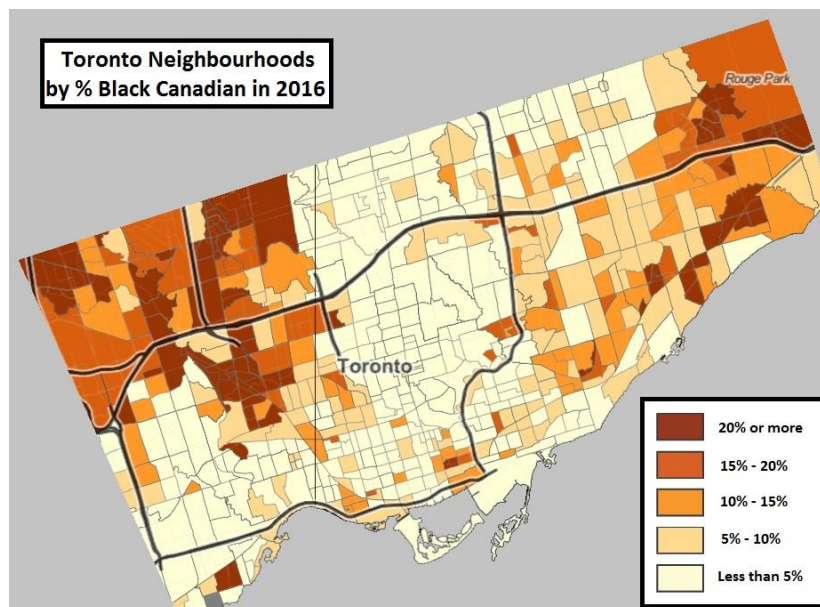 Toronto Neighbourhoods
by % Black Canadian in 2016
Rouge Park
Toronto
20% or more
15% - 20%
10% - 15%
5% - 10%
Less than 5%